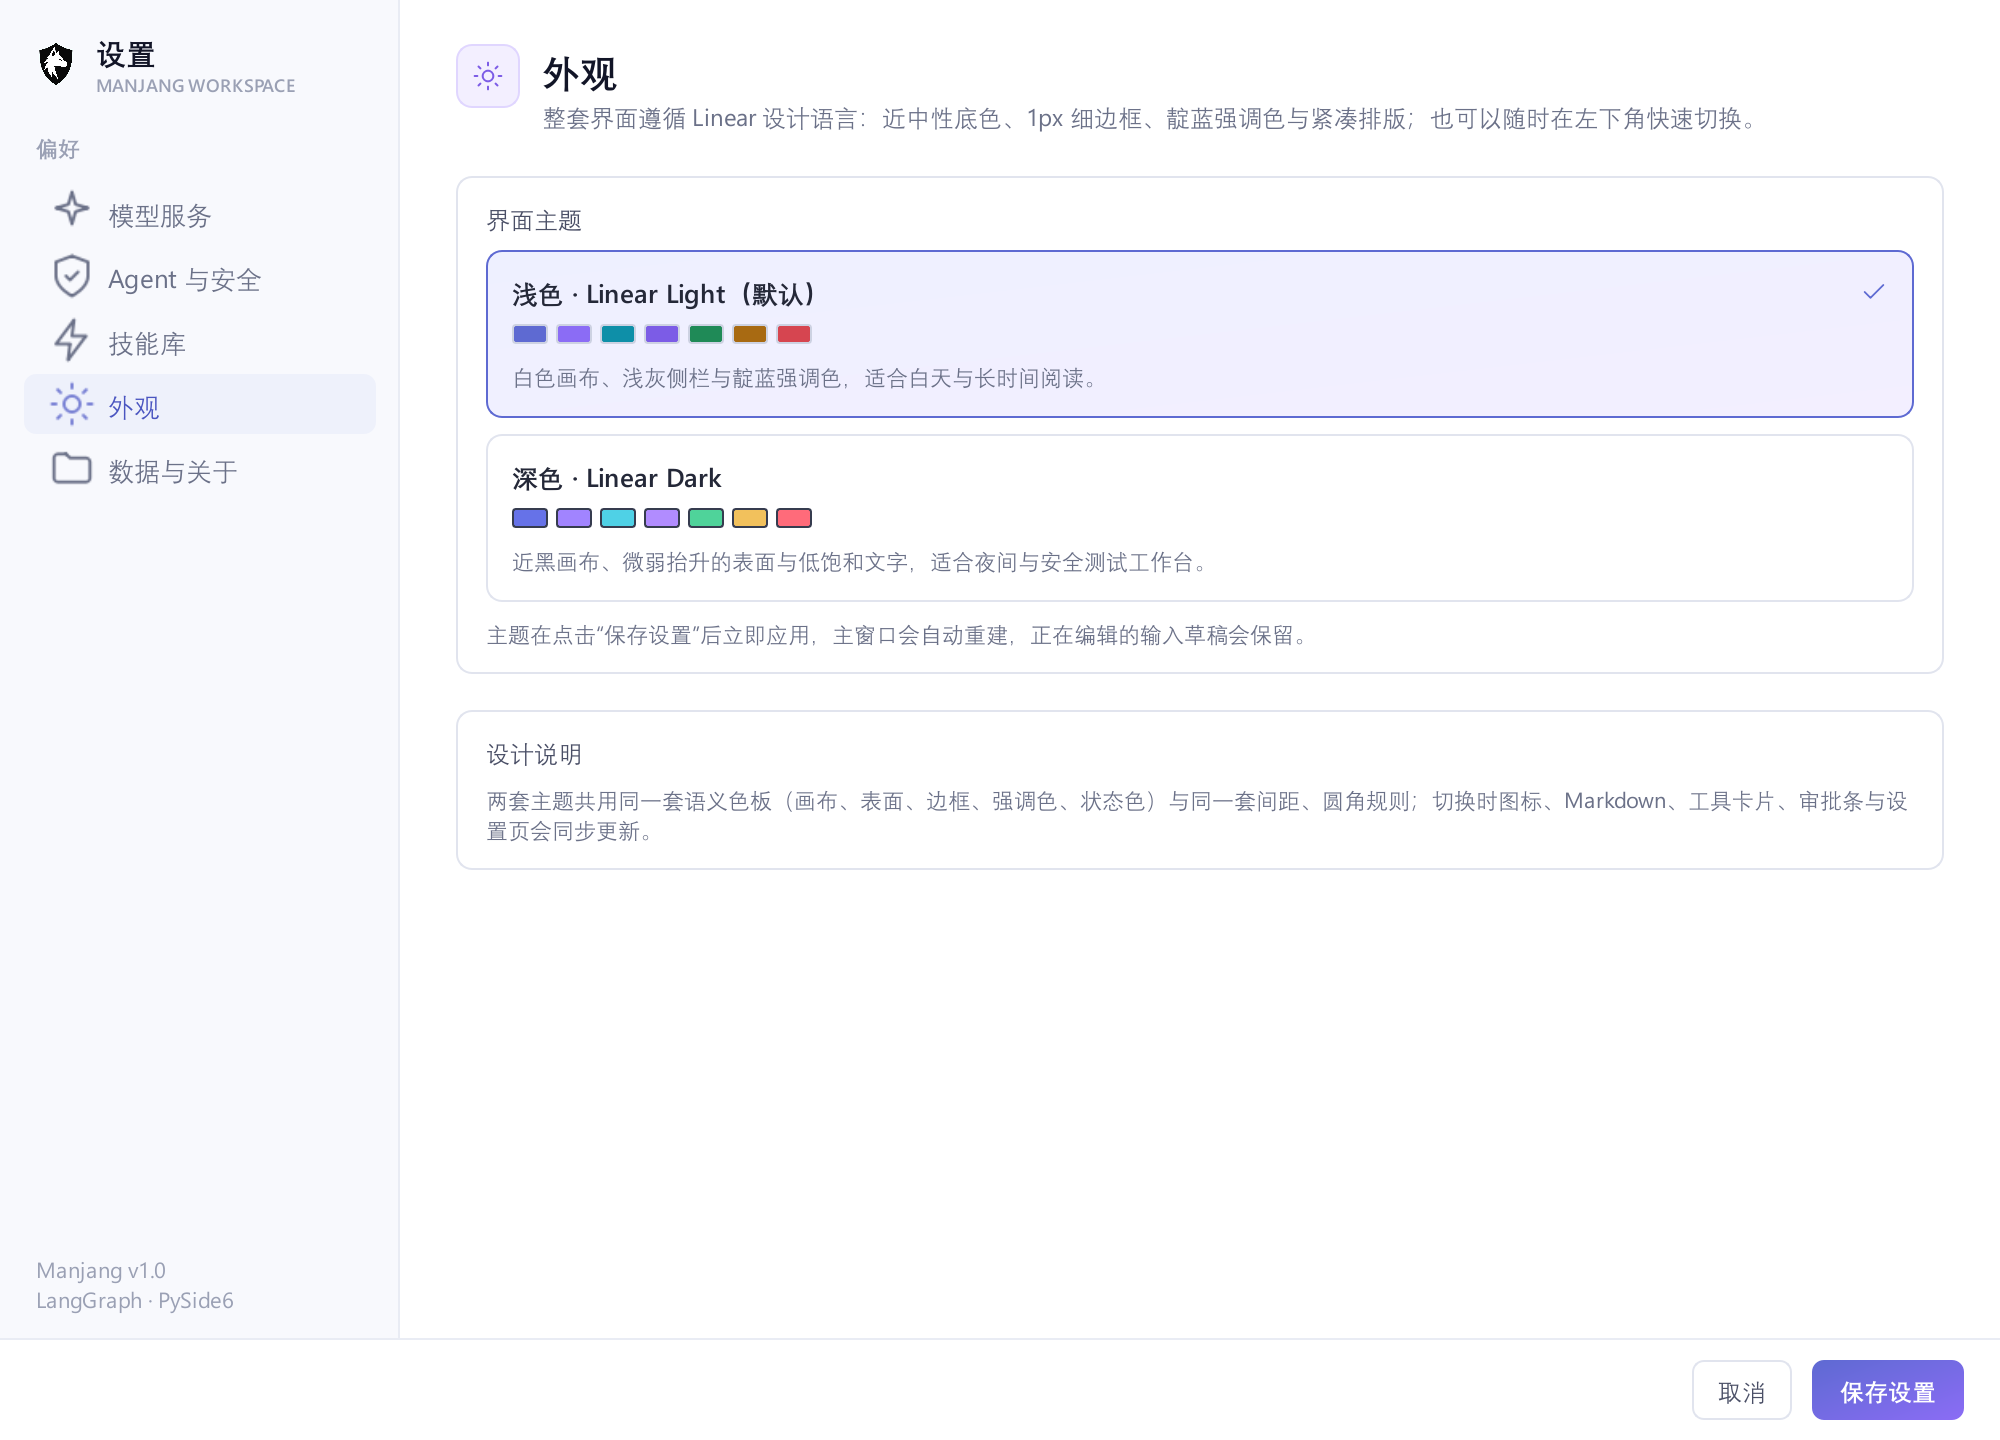 设置
MANJANG WORKSPACE
偏好
模型服务
Agent 与安全
技能库
外观
数据与关于
Manjang v1.0
LangGraph · PySide6
外观
整套界面遵循 Linear 设计语言：近中性底色、1px 细边框、靛蓝强调色与紧凑排版；也可以随时在左下角快速切换。
界面主题
浅色 · Linear Light（默认）
白色画布、浅灰侧栏与靛蓝强调色，适合白天与长时间阅读。
深色 · Linear Dark
近黑画布、微弱抬升的表面与低饱和文字，适合夜间与安全测试工作台。
主题在点击“保存设置”后立即应用，主窗口会自动重建，正在编辑的输入草稿会保留。
设计说明
两套主题共用同一套语义色板（画布、表面、边框、强调色、状态色）与同一套间距、圆角规则；切换时图标、Markdown、工具卡片、审批条与设
置页会同步更新。
取消
保存设置